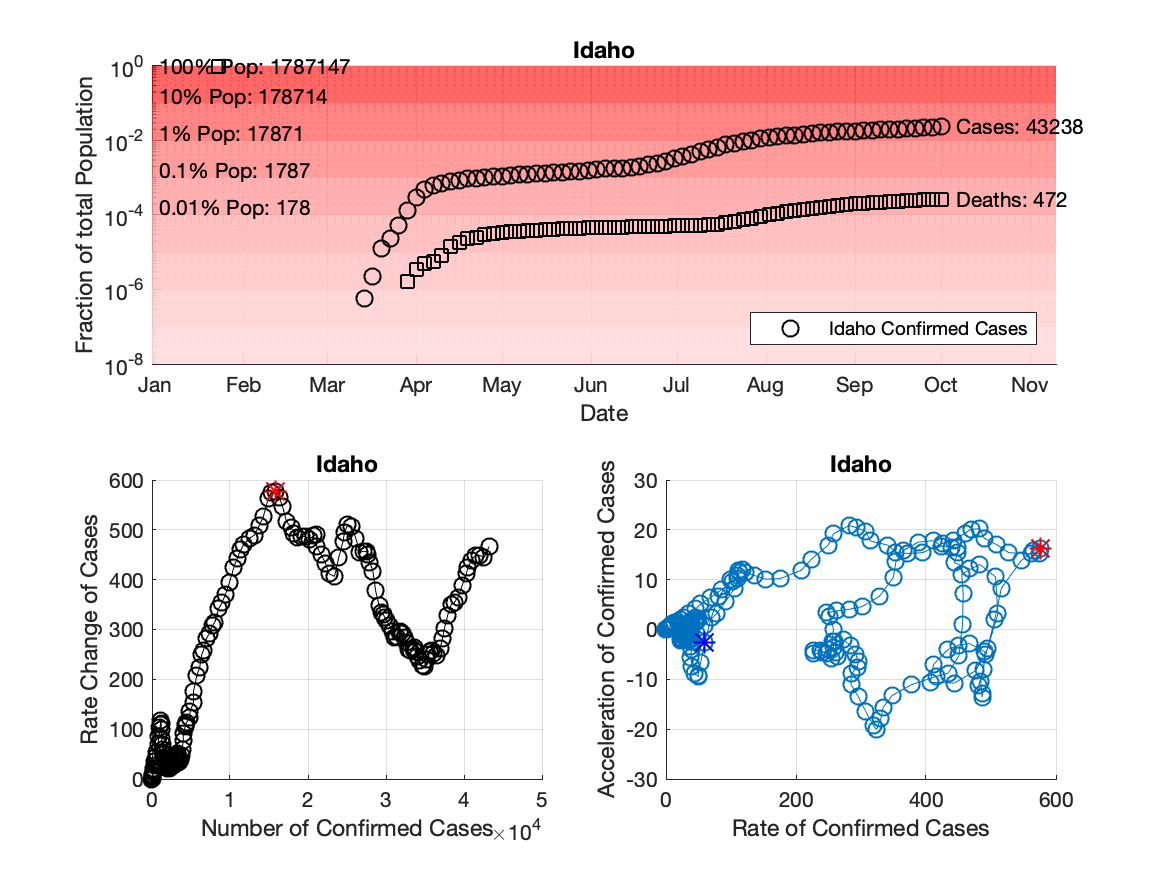 Idaho
10^0
100% Pop: 1787147
10% Pop: 178714
10^-2
1% Pop: 17871
Cases: 43238
0.1% Pop: 1787
10^-4
0.01% Pop: 178
Deaths: 472
10^-6
Idaho Confirmed Cases
10^-8
Fraction of total Population
Jan Feb Mar Apr May Jun Jul Aug Sep Oct Nov
Date
Idaho
600
500
400
300
200
100
0
Rate Change of Cases
0 1 2 3 4 5
Number of Confirmed Cases ×10^4
Idaho
30
20
10
0
-10
-20
-30
Acceleration of Confirmed Cases
0 200 400 600
Rate of Confirmed Cases